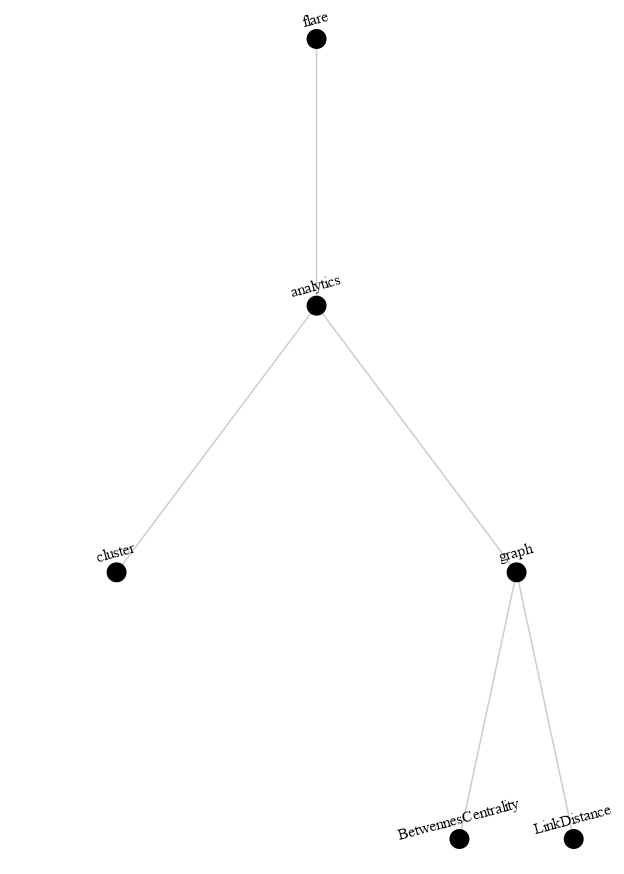 flare
analytics
cluster
graph
BetwennesCentrality
LinkDistance